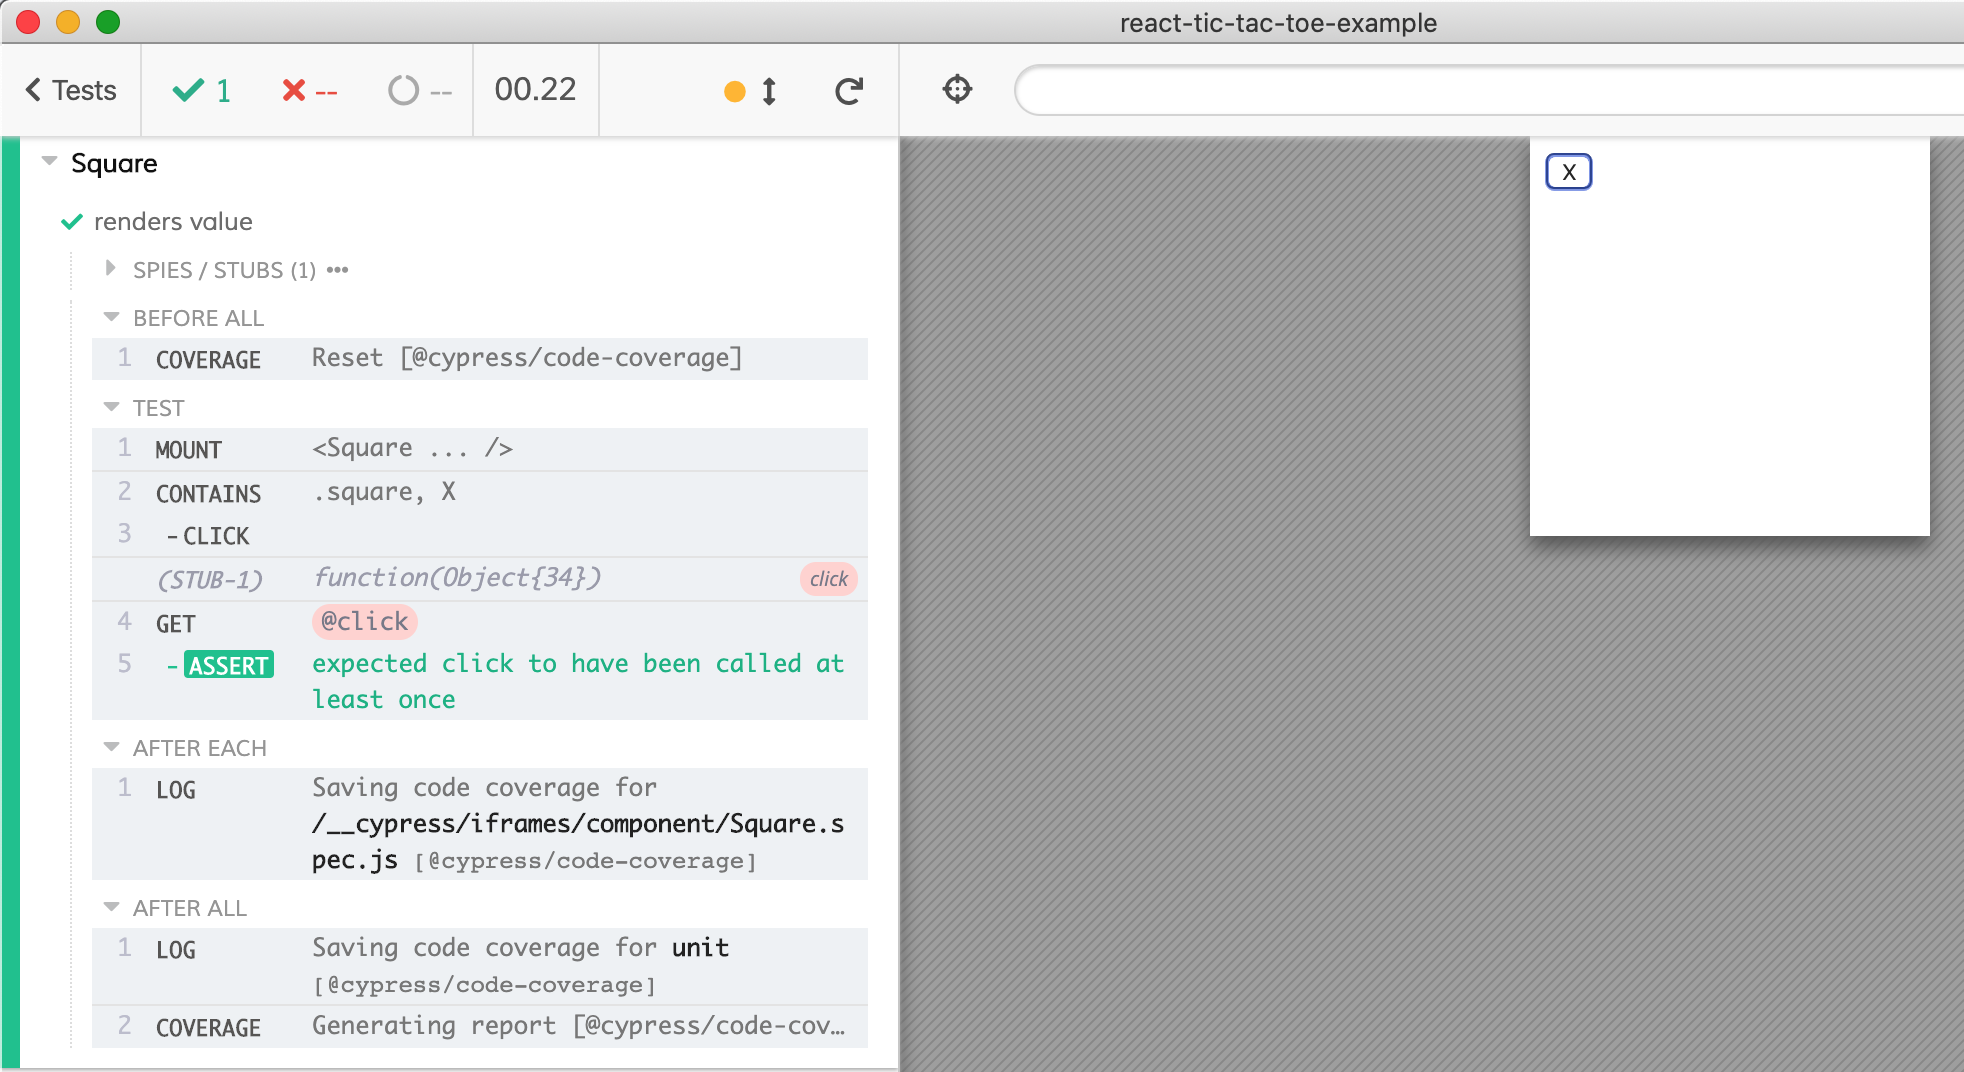 react-tic-tac-toe-example
Tests 1 -- -- 00.22
Square
X
renders value
SPIES / STUBS (1) •••
BEFORE ALL
1 COVERAGE Reset [@cypress/code-coverage]
TEST
1 MOUNT <Square ... />
2 CONTAINS .square, X
3 -CLICK
(STUB-1) function(Object{34}) click
4 GET @click
5 -ASSERT expected click to have been called at
least once
AFTER EACH
1 LOG Saving code coverage for
/__cypress/iframes/component/Square.s
pec.js [@cypress/code-coverage]
AFTER ALL
1 LOG Saving code coverage for unit
[@cypress/code-coverage]
2 COVERAGE Generating report [@cypress/code-cov…